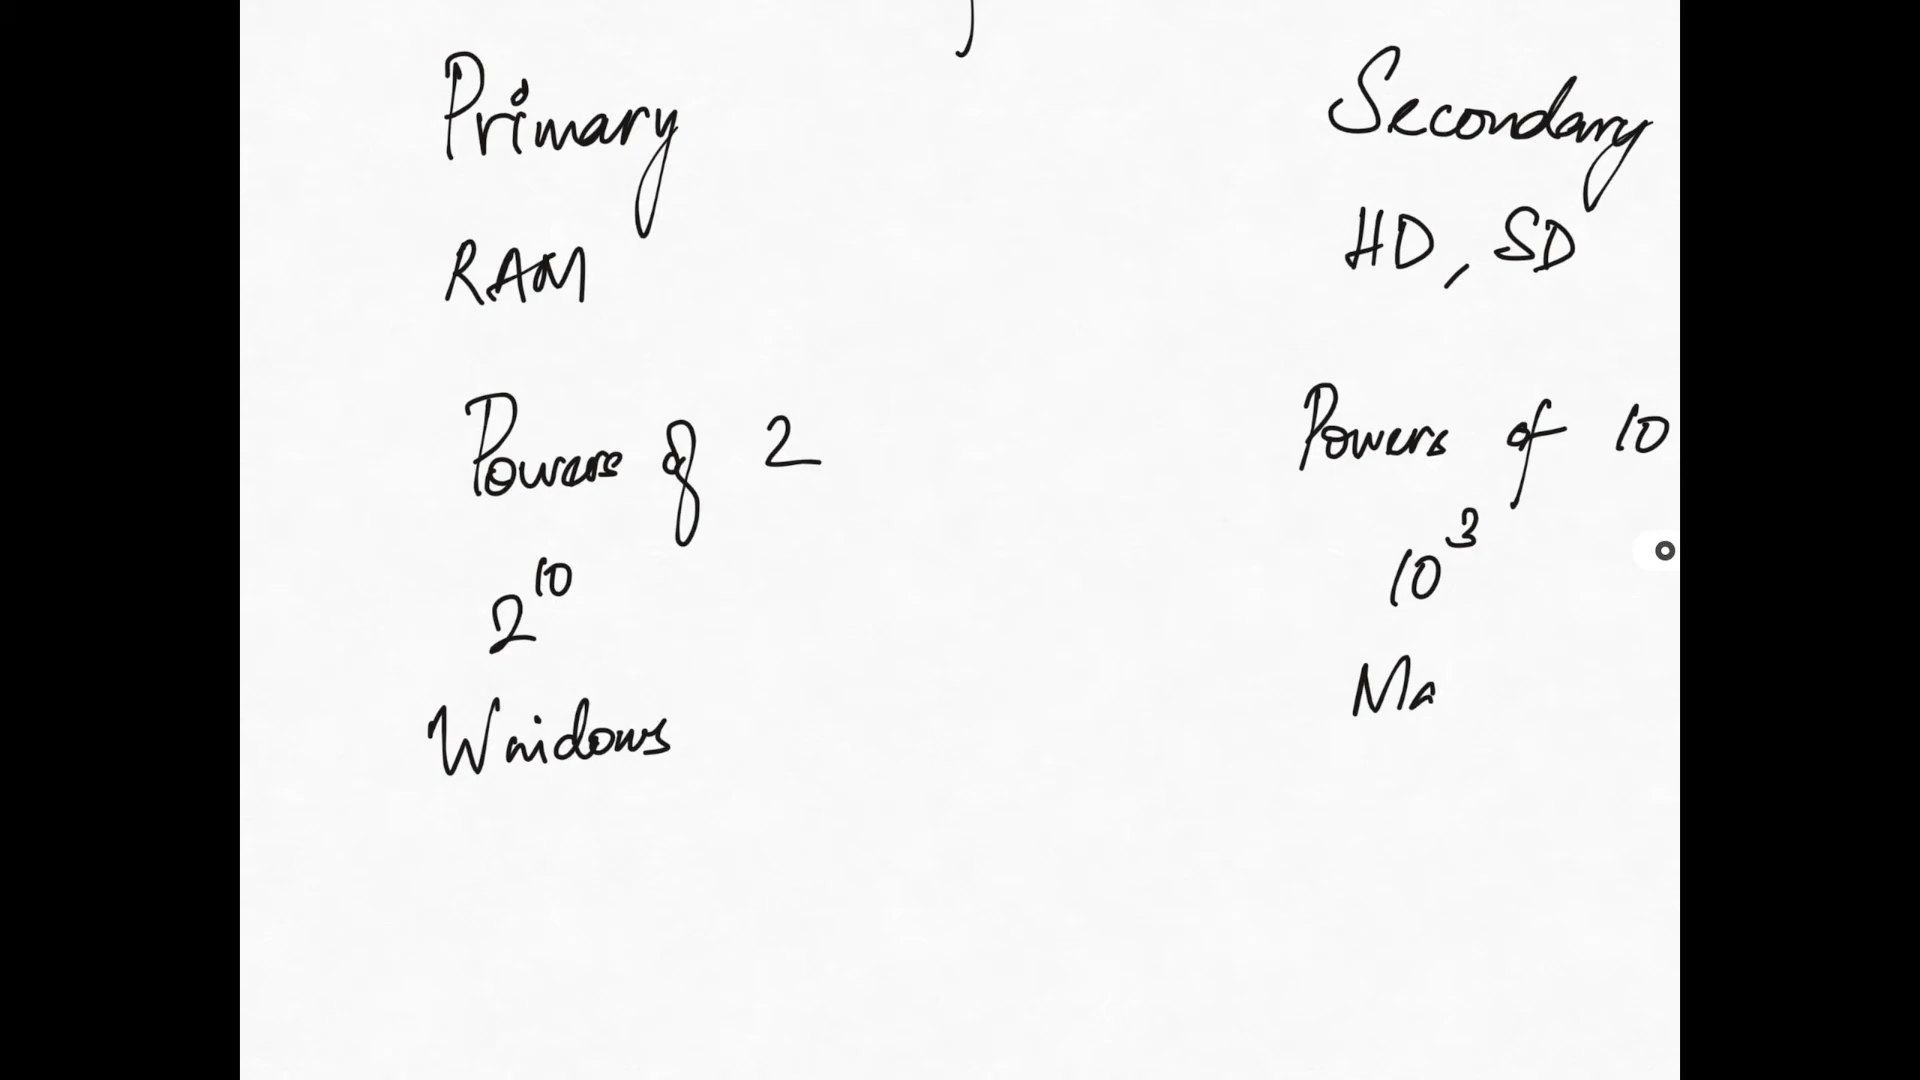 Primary
RAM
Powers of 2
2^10
Windows
Secondary
HD, SD
Powers of 10
10^3
Ma